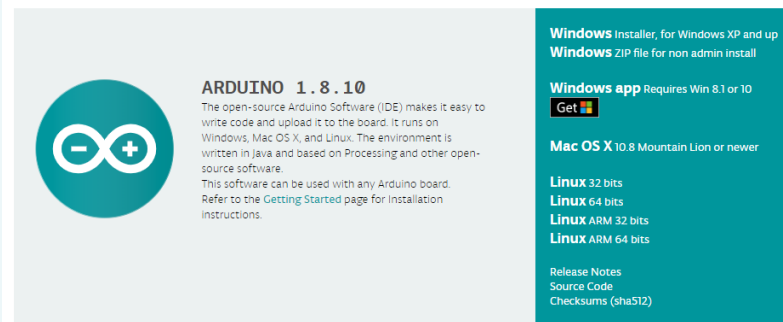 ARDUINO 1.8.10
The open-source Arduino Software (IDE) makes it easy to
write code and upload it to the board. It runs on
Windows, Mac OS X, and Linux. The environment is
written in Java and based on Processing and other open-
source software.
This software can be used with any Arduino board.
Refer to the Getting Started page for Installation
instructions.
Windows Installer, for Windows XP and up
Windows ZIP file for non admin install
Windows app Requires Win 8.1 or 10
Get
Mac OS X 10.8 Mountain Lion or newer
Linux 32 bits
Linux 64 bits
Linux ARM 32 bits
Linux ARM 64 bits
Release Notes
Source Code
Checksums (sha512)